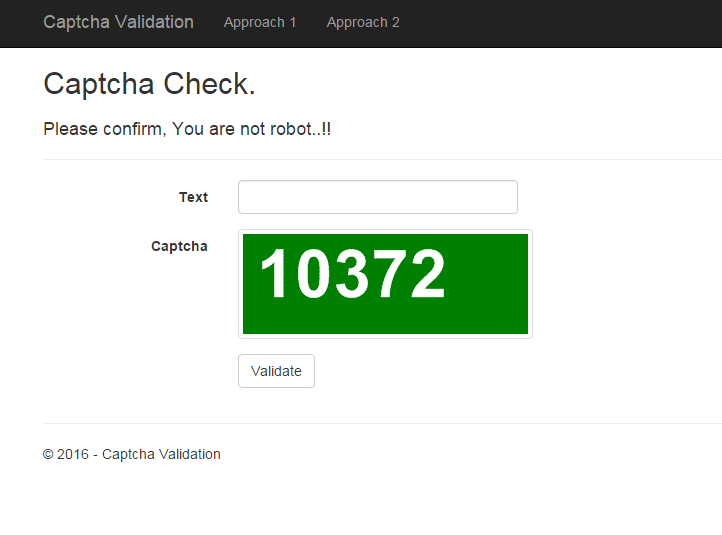 Captcha Validation Approach 1 Approach 2
Captcha Check.
Please confirm, You are not robot..!!
Text
Captcha
10372
Validate
© 2016 - Captcha Validation